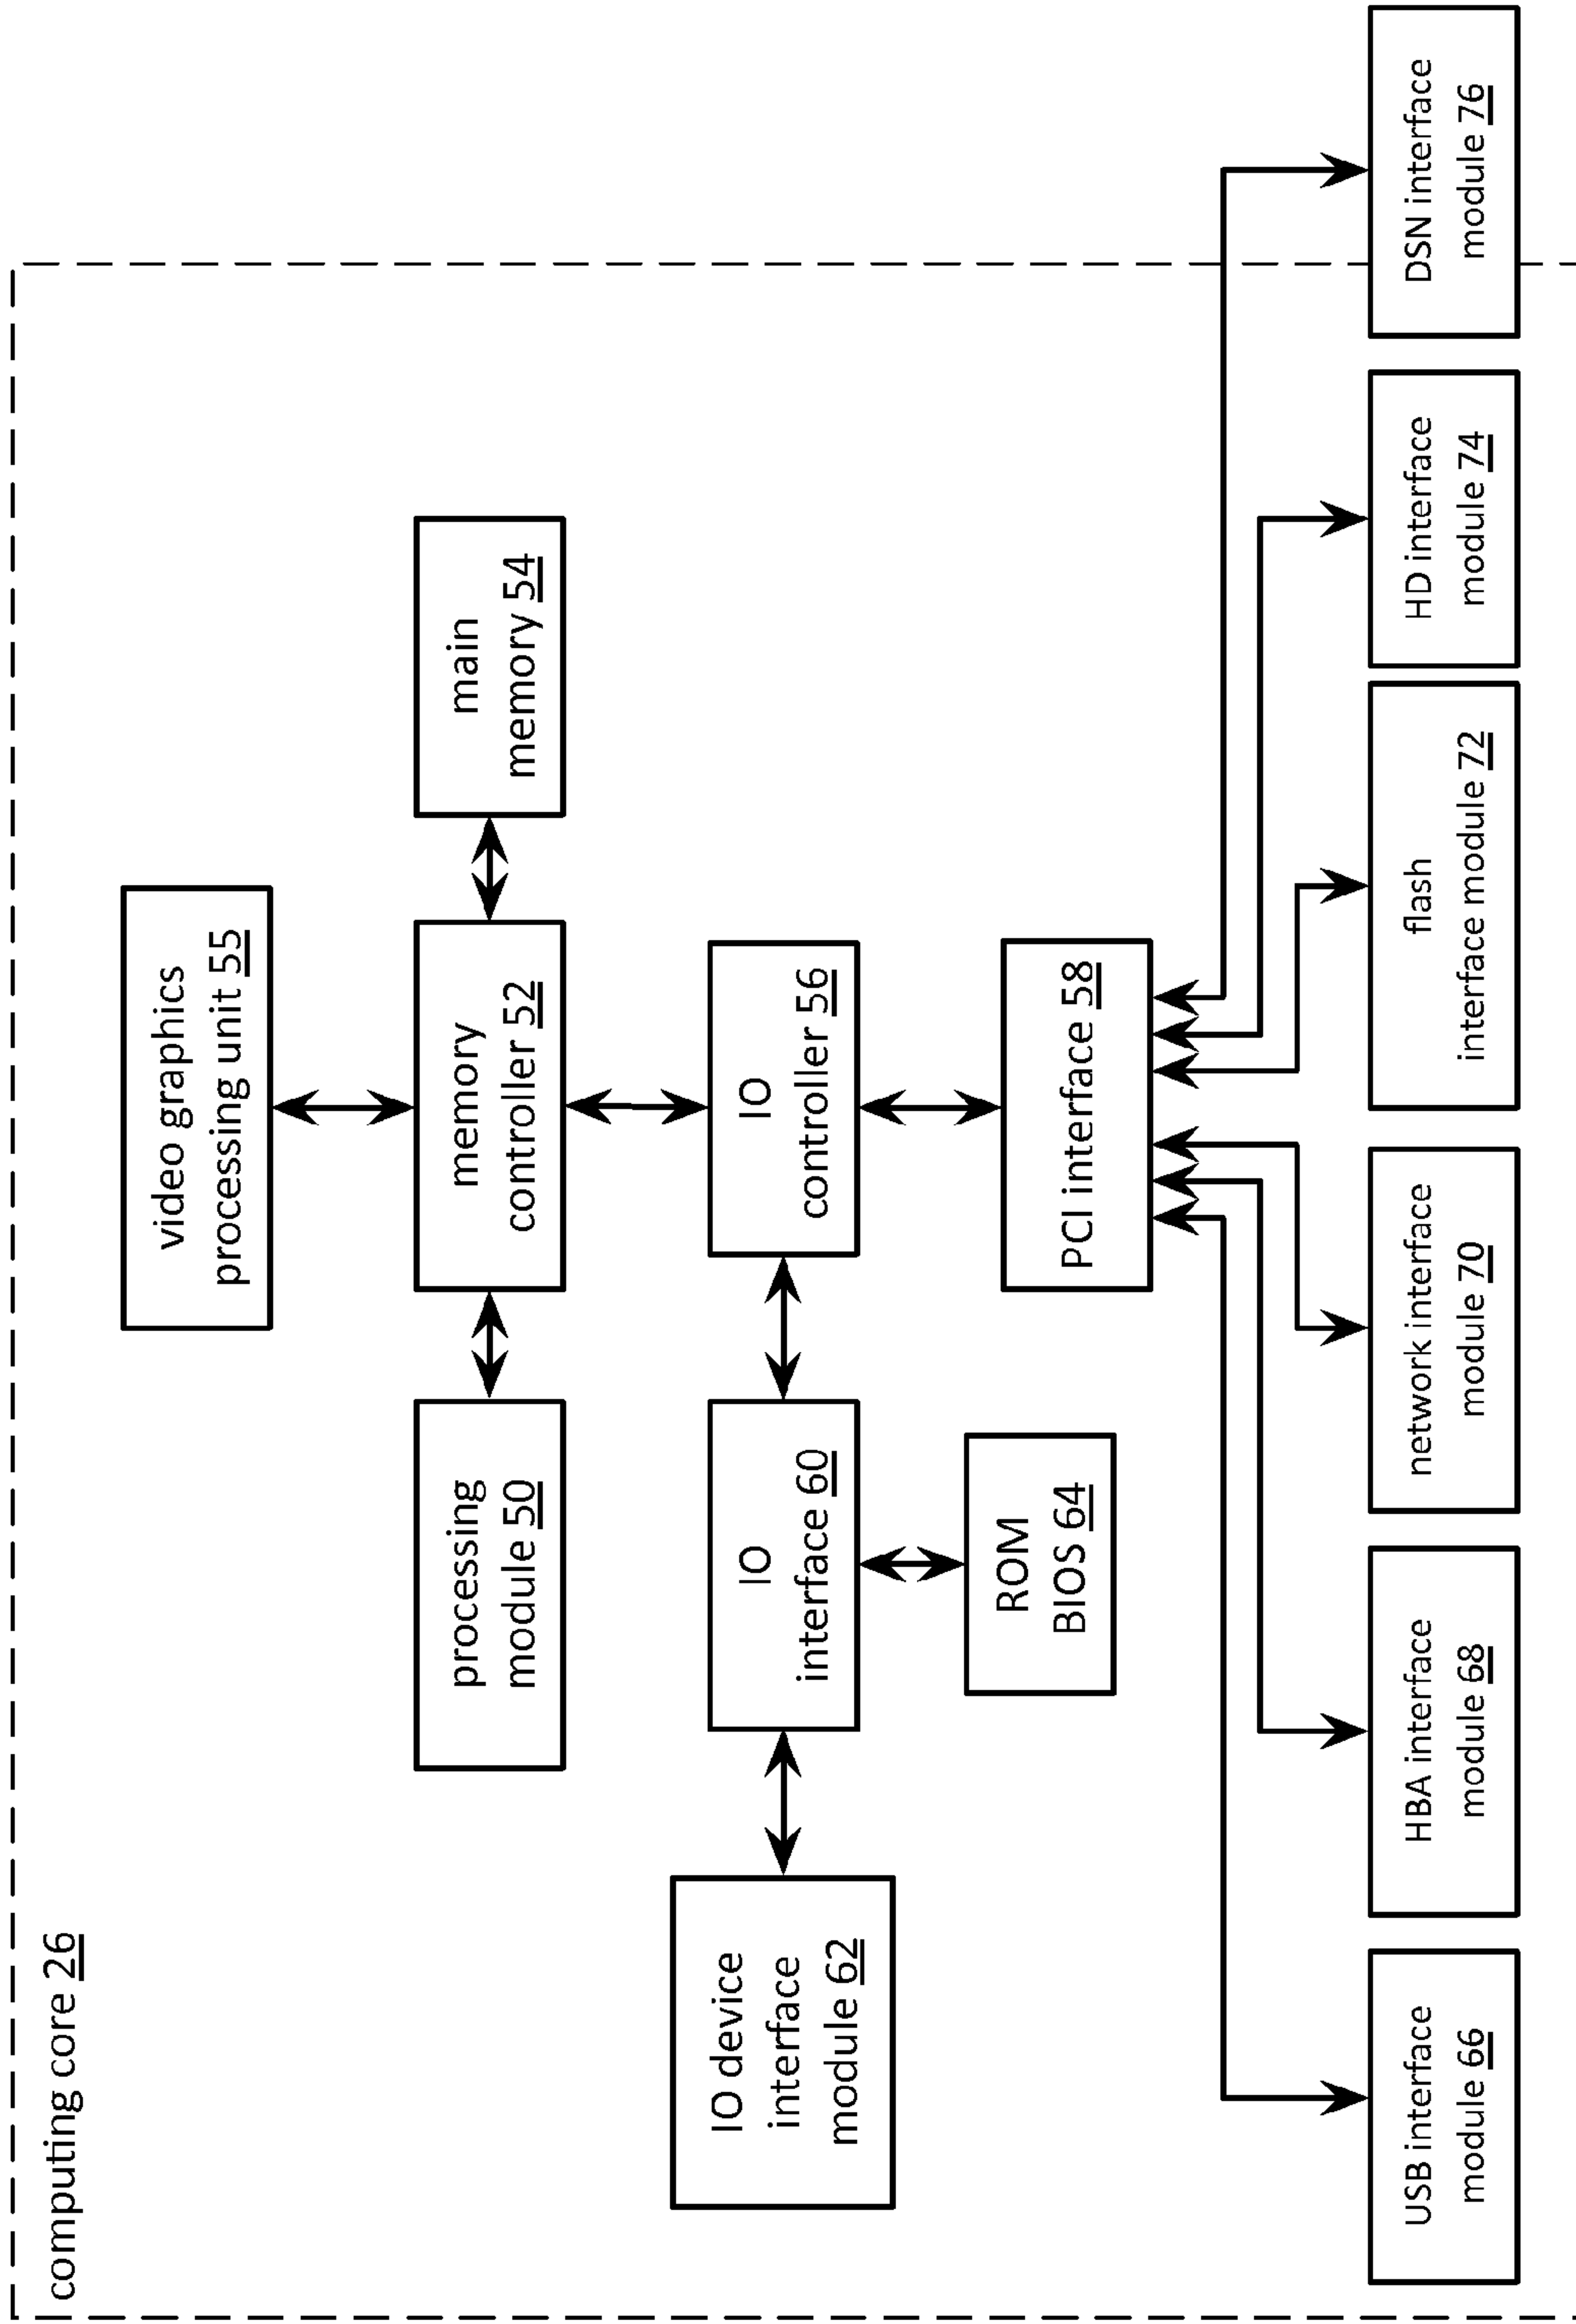 computing core 26
video graphics
processing unit 55
processing
module 50
memory
controller 52
main
memory 54
IO device
interface
module 62
IO
interface 60
IO
controller 56
ROM
BIOS 64
PCI interface 58
USB interface
module 66
HBA interface
module 68
network interface
module 70
flash
interface module 72
HD interface
module 74
DSN interface
module 76